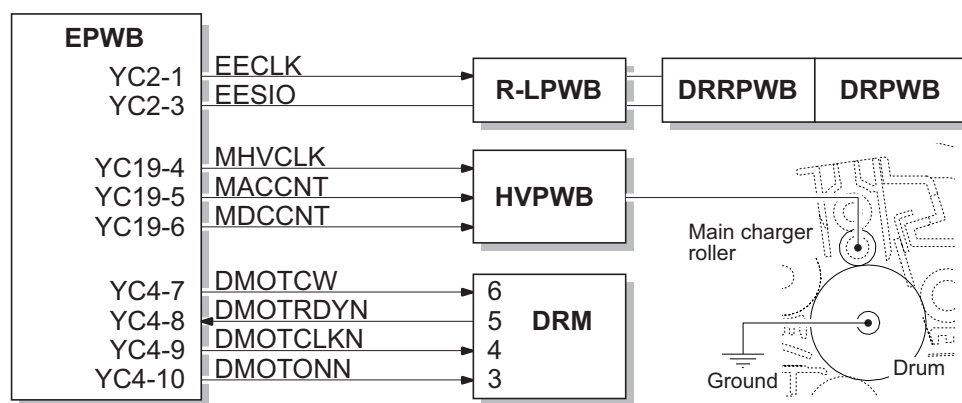 EPWB
YC2-1 EECLK
YC2-3 EESIO
R-LPWB DRRPWB DRPWB
YC19-4 MHVCLK
YC19-5 MACCNT
YC19-6 MDCCNT
HVPWB
Main charger
roller
YC4-7 DMOTCW 6
YC4-8 DMOTRDYN 5
YC4-9 DMOTCLKN 4
YC4-10 DMOTONN 3
DRM
Ground
Drum